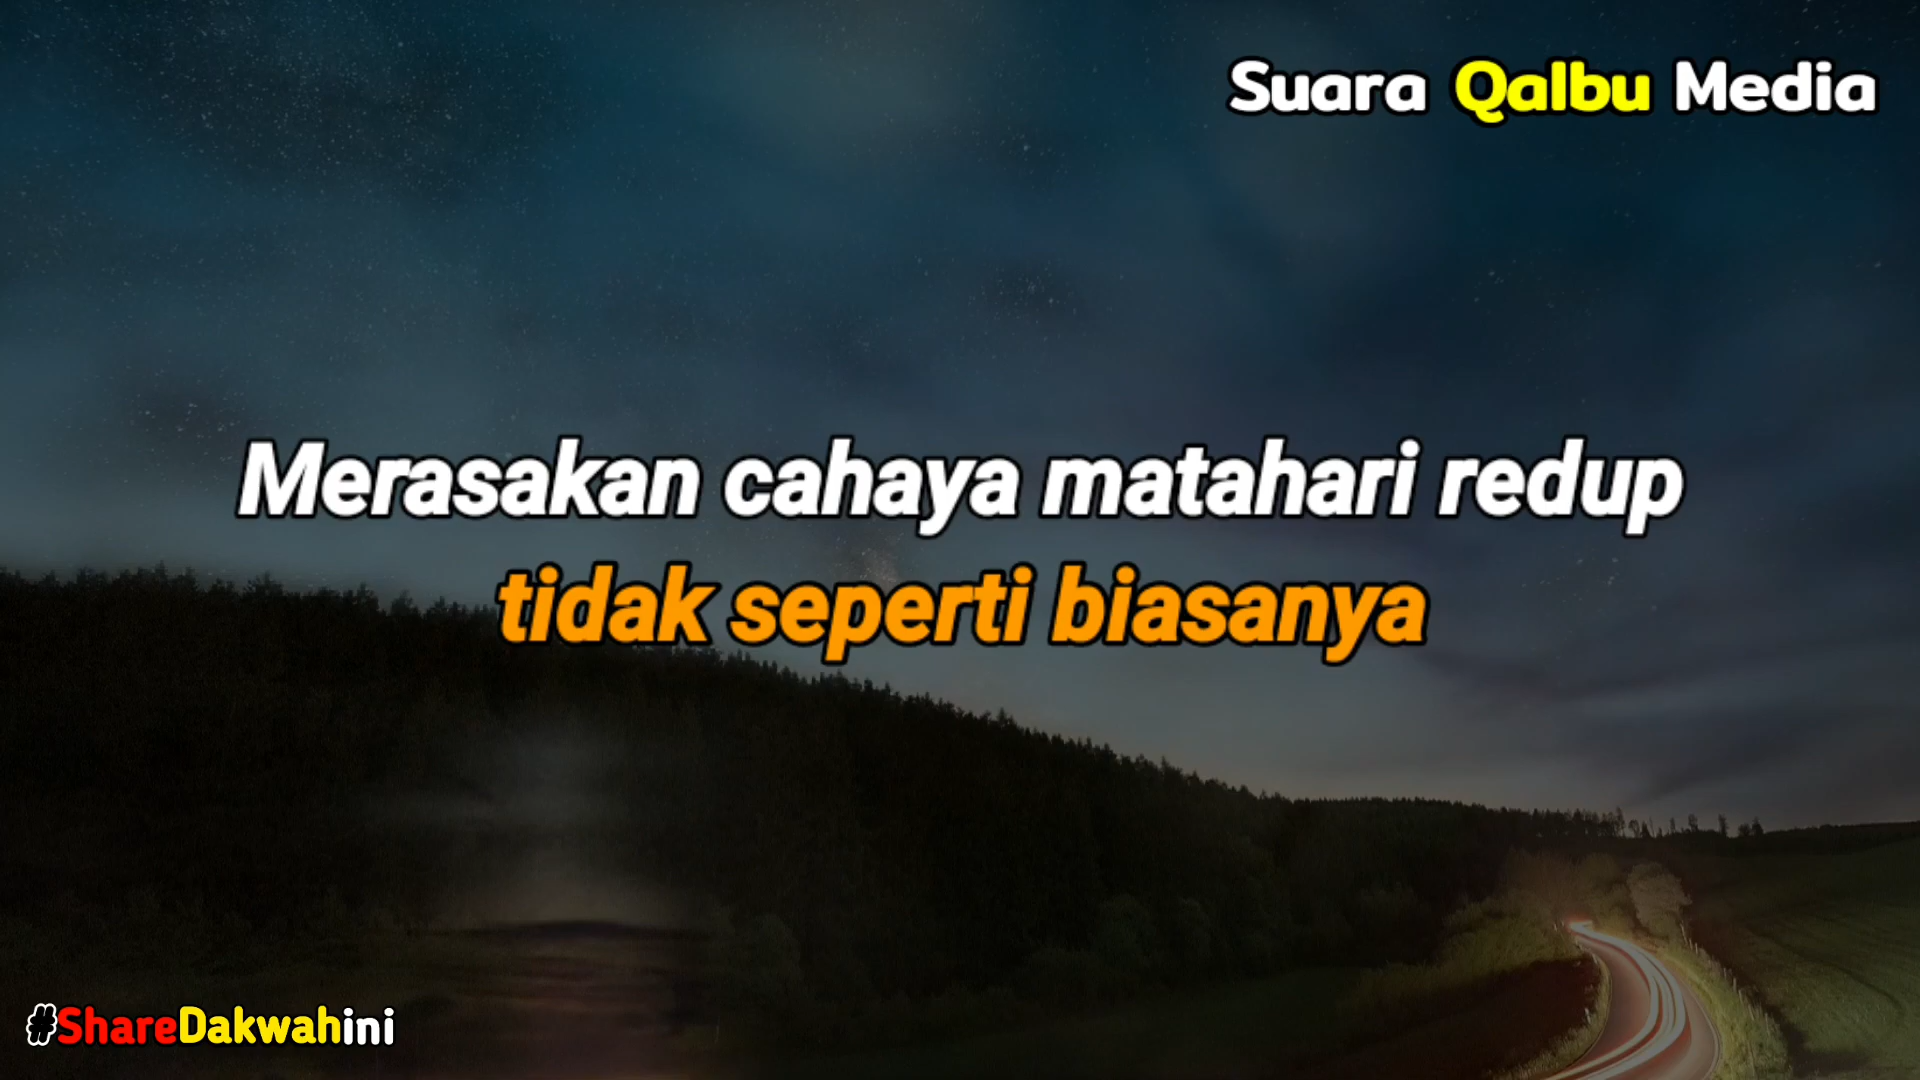 Suara Qalbu Media
Merasakan cahaya matahari redup
tidak seperti biasanya
#ShareDakwahini